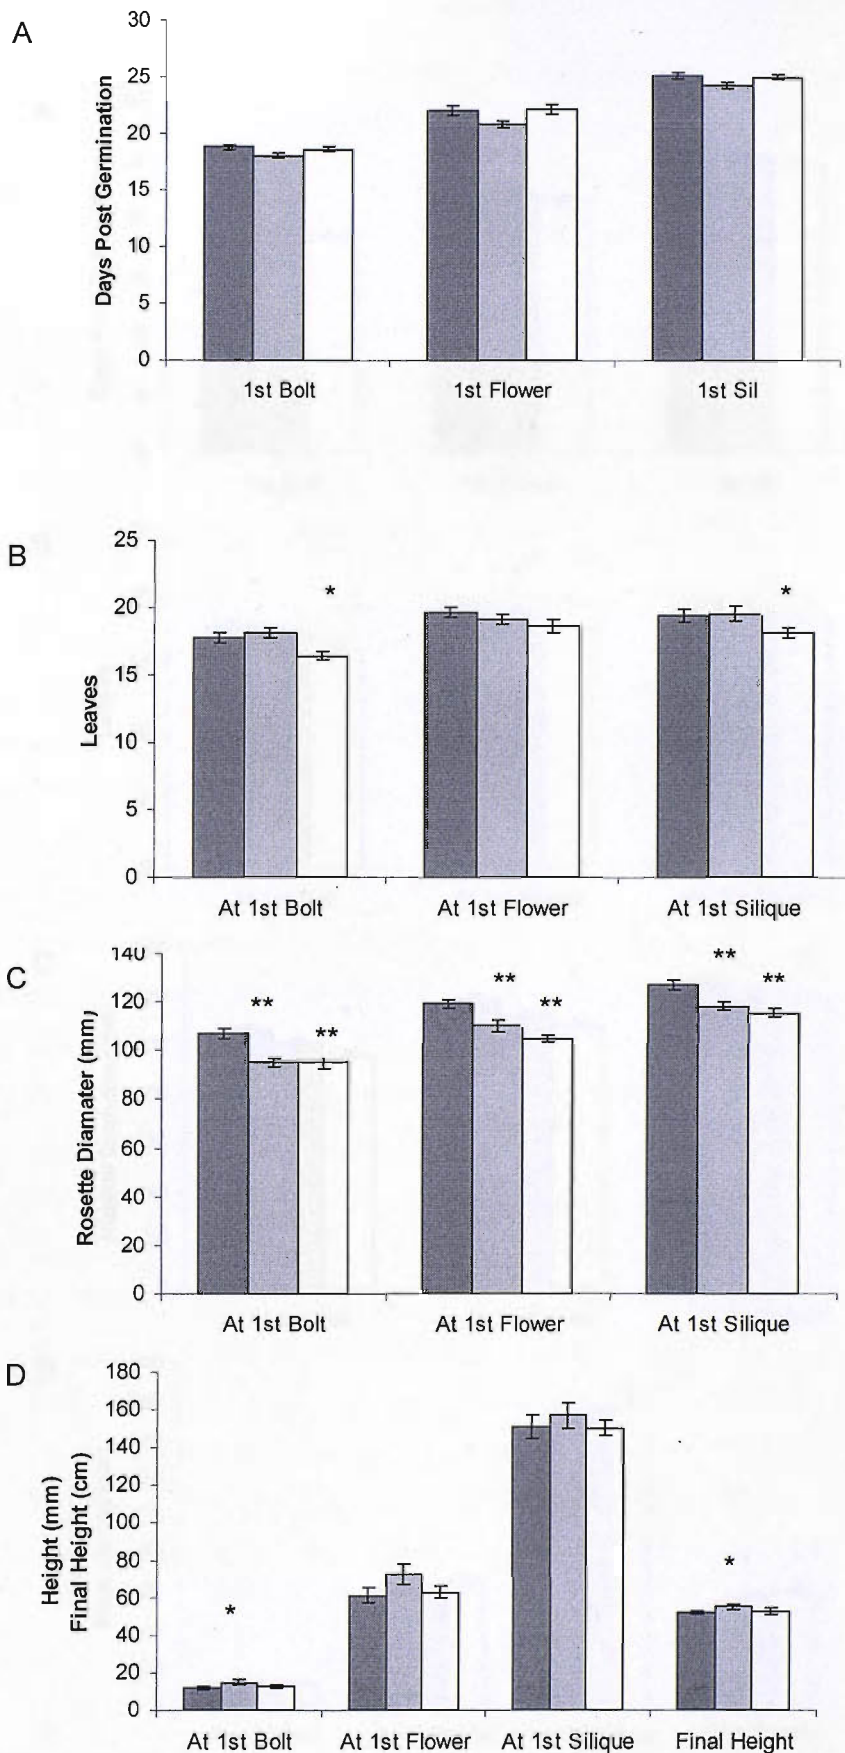 A
30
25
20
15
10
5
0
Days Post Germination
1st Bolt 1st Flower 1st Sil
B
25
20
15
10
5
0
Leaves
* *
At 1st Bolt At 1st Flower At 1st Silique
C
140
120
100
80
60
40
20
0
Rosette Diamater (mm)
** ** ** ** ** **
At 1st Bolt At 1st Flower At 1st Silique
D
180
160
140
120
100
80
60
40
20
0
Height (mm)
Final Height (cm)
* *
At 1st Bolt At 1st Flower At 1st Silique Final Height